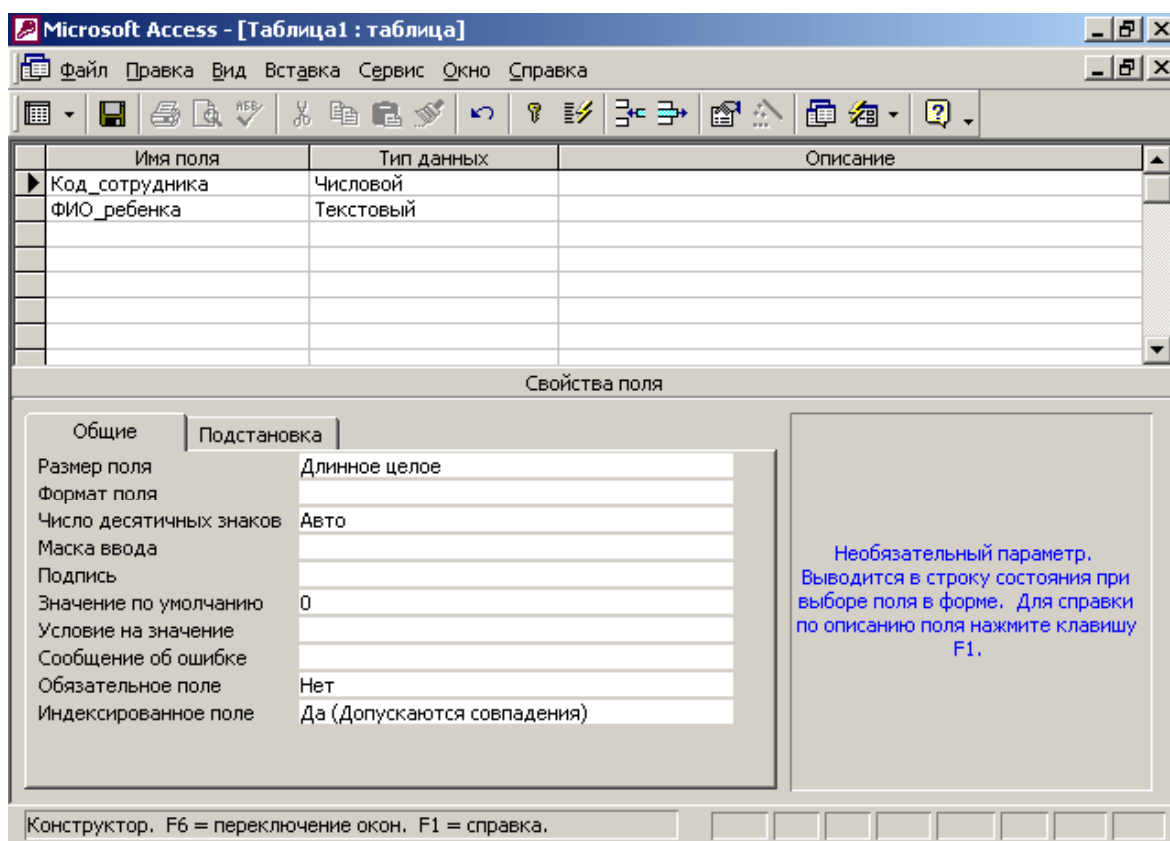 Microsoft Access - [Таблица1 : таблица]
Файл Правка Вид Вставка Сервис Окно Справка
Имя поля Тип данных Описание
Код_сотрудника Числовой
ФИО_ребенка Текстовый
Свойства поля
Общие Подстановка
Размер поля Длинное целое
Формат поля
Число десятичных знаков Авто
Маска ввода
Подпись
Значение по умолчанию 0
Условие на значение
Сообщение об ошибке
Обязательное поле Нет
Индексированное поле Да (Допускаются совпадения)
Необязательный параметр.
Выводится в строку состояния при
выборе поля в форме. Для справки
по описанию поля нажмите клавишу
F1.
Конструктор. F6 = переключение окон. F1 = справка.